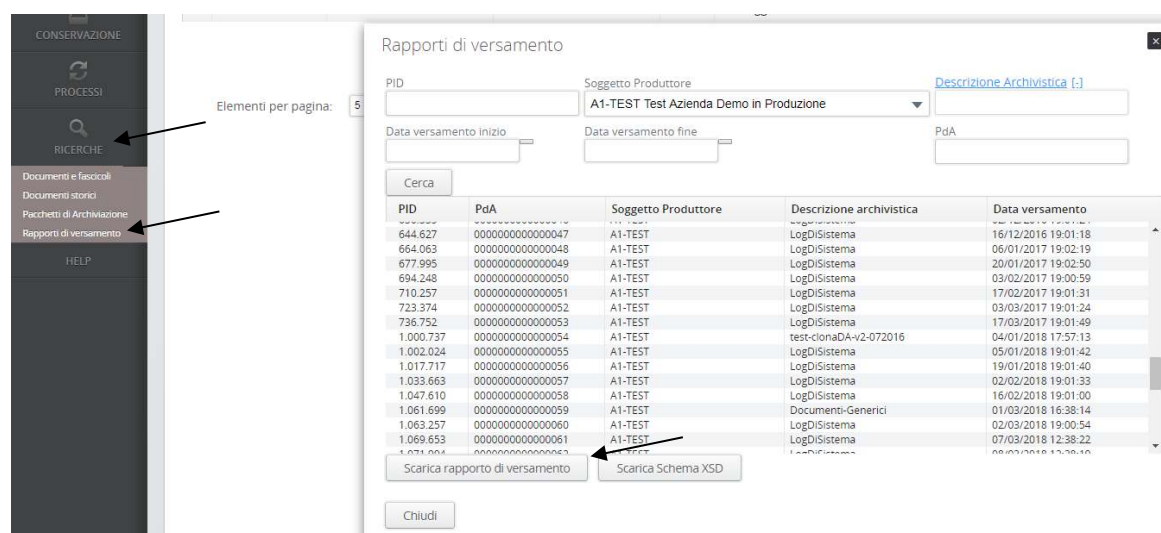 CONSERVAZIONE
PROCESSI
RICERCHE
Documenti e fascicoli
Documenti storici
Pacchetti di Archiviazione
Rapporti di versamento
HELP
Elementi per pagina: 5
Rapporti di versamento
x
PID Soggetto Produttore Descrizione Archivistica [-]
A1-TEST Test Azienda Demo in Produzione
Data versamento inizio Data versamento fine PdA
Cerca
PID PdA Soggetto Produttore Descrizione archivistica Data versamento
644.627 0000000000000047 A1-TEST LogDiSistema 16/12/2016 19:01:18
664.063 0000000000000048 A1-TEST LogDiSistema 06/01/2017 19:02:19
677.995 0000000000000049 A1-TEST LogDiSistema 20/01/2017 19:02:50
694.248 0000000000000050 A1-TEST LogDiSistema 03/02/2017 19:00:59
710.257 0000000000000051 A1-TEST LogDiSistema 17/02/2017 19:01:31
723.374 0000000000000052 A1-TEST LogDiSistema 03/03/2017 19:01:24
736.752 0000000000000053 A1-TEST LogDiSistema 17/03/2017 19:01:49
1.000.737 0000000000000054 A1-TEST test-clonaDA-v2-072016 04/01/2018 17:57:13
1.002.024 0000000000000055 A1-TEST LogDiSistema 05/01/2018 19:01:42
1.017.717 0000000000000056 A1-TEST LogDiSistema 19/01/2018 19:01:40
1.033.663 0000000000000057 A1-TEST LogDiSistema 02/02/2018 19:01:33
1.047.610 0000000000000058 A1-TEST LogDiSistema 16/02/2018 19:01:00
1.061.699 0000000000000059 A1-TEST Documenti-Generici 01/03/2018 16:38:14
1.063.257 0000000000000060 A1-TEST LogDiSistema 02/03/2018 19:00:54
1.069.653 0000000000000061 A1-TEST LogDiSistema 07/03/2018 12:38:22
Scarica rapporto di versamento Scarica Schema XSD
Chiudi